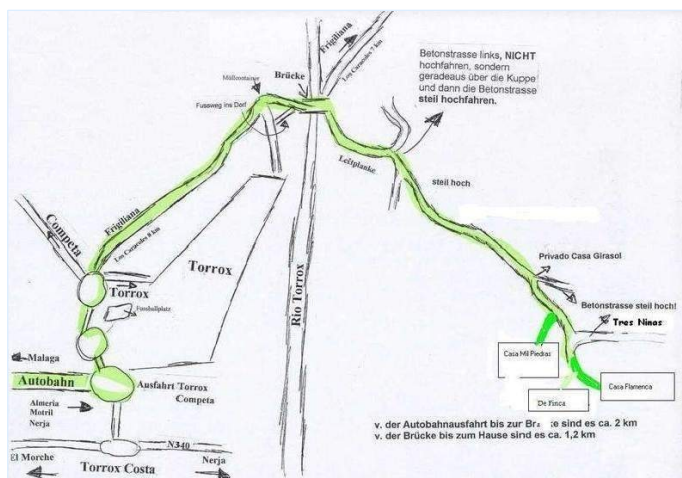 Frigiliana
Los Caracoles 7 km
Betonstrasse links, NICHT
hochfahren, sondern
geradeaus über die Kuppe
und dann die Betonstrasse
steil hochfahren.
Müllcontainer
Brücke
Fussweg ins Dorf
Leitplanke
steil hoch
Frigiliana
Los Caracoles 8 km
Competa
Torrox
Torrox
Fussballplatz
Rio Torrox
Privado Casa Girasol
Betonstrasse steil hoch!
Tres Ninas
Casa Mil Piedras
Casa Flamenca
De Finca
Malaga
Autobahn
Ausfahrt Torrox
Competa
Almeria
Motril
Nerja
v. der Autobahnausfahrt bis zur sind es ca. 2 km
v. der Brücke bis zum Hause sind es ca. 1,2 km
N340
El Morche
Torrox Costa
Nerja